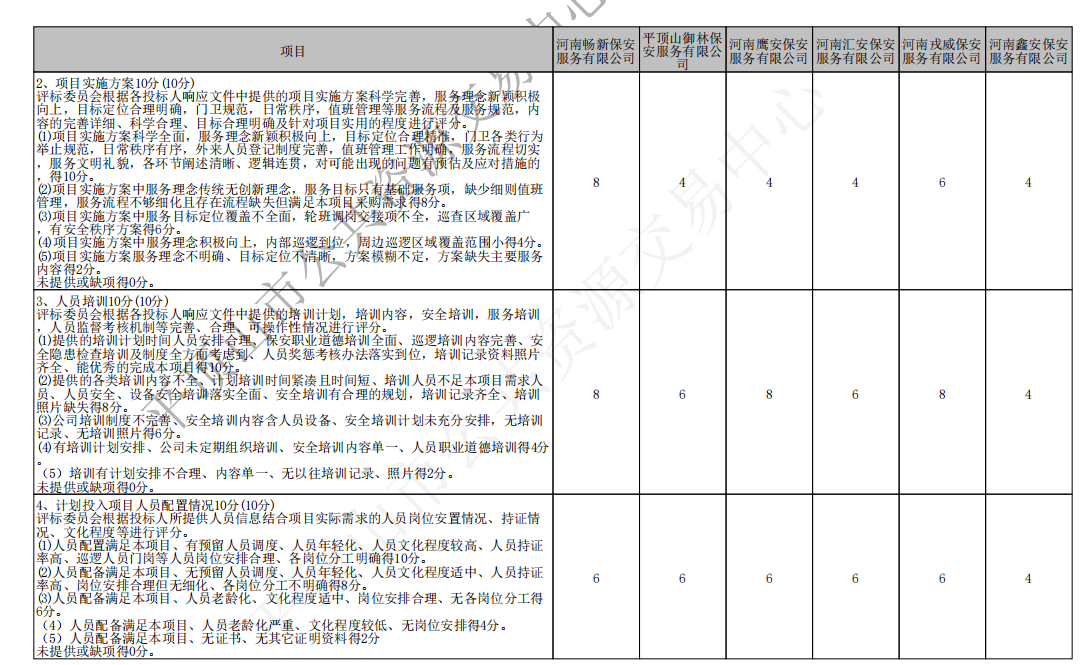 项目
河南畅新保安
服务有限公司
平顶山御林保
安服务有限公
司
河南鹰安保安
服务有限公司
河南汇安保安
服务有限公司
河南戎威保安
服务有限公司
河南鑫安保安
服务有限公司
2、项目实施方案10分(10分)
评标委员会根据各投标人响应文件中提供的项目实施方案科学完善，服务理念新颖积极
向上，目标定位合理明确，门卫规范，日常秩序，值班管理等服务流程及服务规范，内
容的完善详细、科学合理、目标合理明确及针对项目实用的程度进行评分。
(1)项目实施方案科学全面，服务理念新颖积极向上，目标定位合理精准，门卫各类行为
举止规范，日常秩序有序，外来人员登记制度完善，值班管理工作明确，服务流程切实
，服务文明礼貌，各环节阐述清晰、逻辑连贯，对可能出现的问题有预估及应对措施的
，得10分。
(2)项目实施方案中服务理念传统无创新理念，服务目标只有基础服务项，缺少细则值班
管理，服务流程不够细化且存在流程缺失但满足本项目采购需求得8分。
(3)项目实施方案中服务目标定位覆盖不全面，轮班调岗交接项不全，巡查区域覆盖广
，有安全秩序方案得6分。
(4)项目实施方案中服务理念积极向上，内部巡逻到位，周边巡逻区域覆盖范围小得4分。
(5)项目实施方案服务理念不明确、目标定位不清晰，方案模糊不定，方案缺失主要服务
内容得2分。
未提供或缺项得0分。
8
4
4
4
6
4
3、人员培训10分(10分)
评标委员会根据各投标人响应文件中提供的培训计划，培训内容，安全培训，服务培训
，人员监督考核机制等完善、合理、可操作性情况进行评分。
(1)提供的培训计划时间人员安排合理、保安职业道德培训全面、巡逻培训内容完善、安
全隐患检查培训及制度全方面考虑到、人员奖惩考核办法落实到位，培训记录资料照片
齐全、能优秀的完成本项目得10分。
(2)提供的各类培训内容不全、计划培训时间紧凑且时间短、培训人员不足本项目需求人
员、人员安全、设备安全培训落实全面、安全培训有合理的规划，培训记录齐全、培训
照片缺失得8分。
(3)公司培训制度不完善、安全培训内容含人员设备、安全培训计划未充分安排，无培训
记录、无培训照片得6分。
(4)有培训计划安排、公司未定期组织培训、安全培训内容单一、人员职业道德培训得4分
。
（5）培训有计划安排不合理、内容单一、无以往培训记录、照片得2分。
未提供或缺项得0分。
8
6
8
6
8
4
4、计划投入项目人员配置情况10分(10分)
评标委员会根据投标人所提供人员信息结合项目实际需求的人员岗位安置情况、持证情
况、文化程度等进行评分。
(1)人员配置满足本项目、有预留人员调度、人员年轻化、人员文化程度较高、人员持证
率高、巡逻人员门岗等人员岗位安排合理、各岗位分工明确得10分。
(2)人员配备满足本项目、无预留人员调度、人员年轻化、人员文化程度适中、人员持证
率高、岗位安排合理但无细化、各岗位分工不明确得8分。
(3)人员配备满足本项目、人员老龄化、文化程度适中、岗位安排合理、无各岗位分工得
6分。
（4）人员配备满足本项目、人员老龄化严重、文化程度较低、无岗位安排得4分。
（5）人员配备满足本项目、无证书、无其它证明资料得2分
未提供或缺项得0分。
6
6
6
6
6
4
平顶山市公共资源交易中心
平顶山市公共资源交易中心